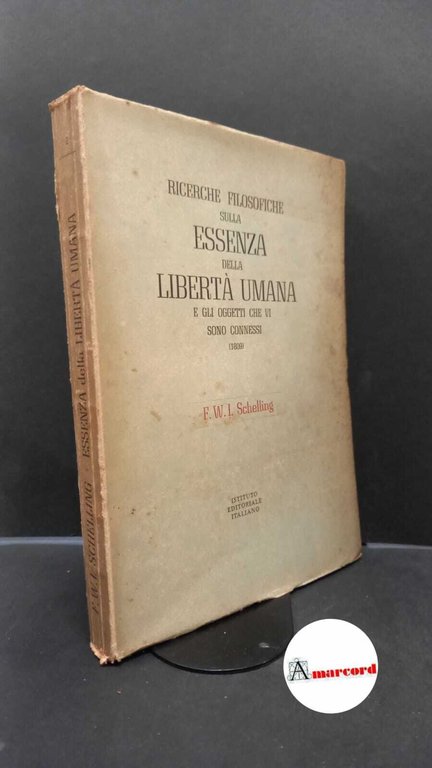 RICERCHE FILOSOFICHE
SULLA
ESSENZA
DELLA
LIBERTÀ UMANA
E GLI OGGETTI CHE VI
SONO CONNESSI
(1809)
F. W. J. Schelling
ISTITUTO
EDITORIALE
ITALIANO
F. W. J. SCHELLING - ESSENZA della LIBERTÀ UMANA
Amarcord